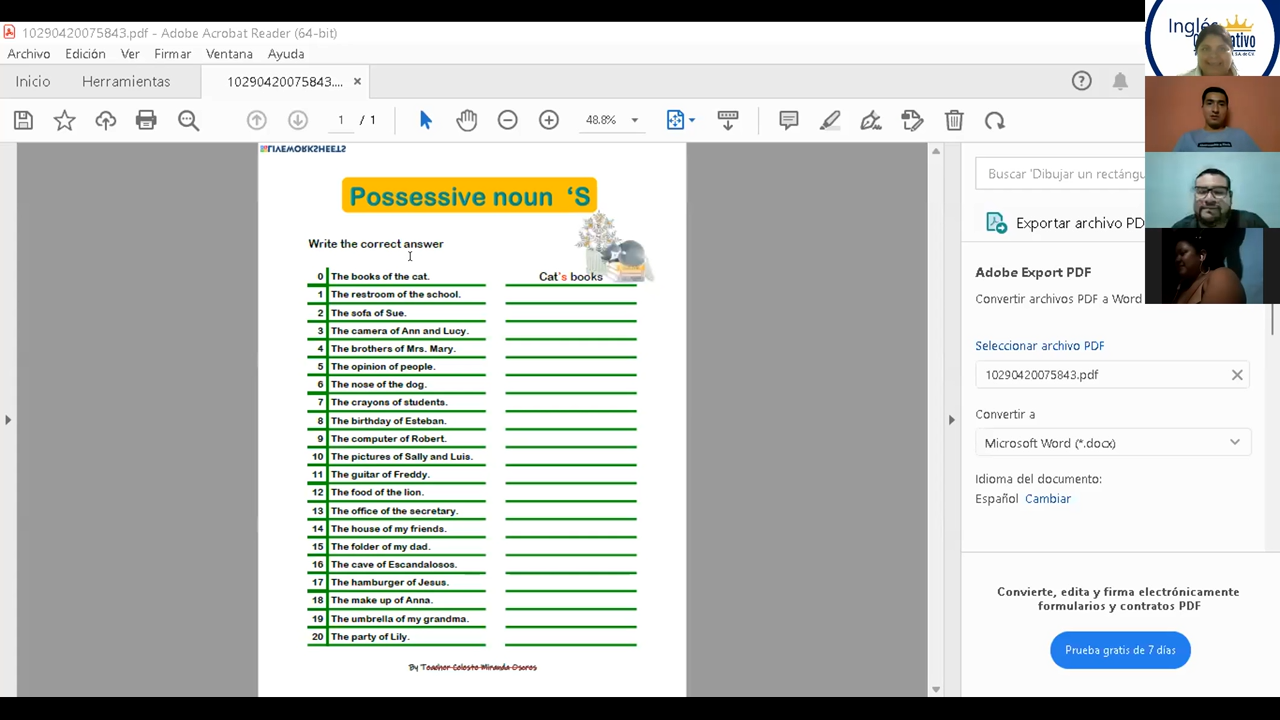 10290420075843.pdf - Adobe Acrobat Reader (64-bit)
Archivo Edición Ver Firmar Ventana Ayuda
Inicio Herramientas 10290420075843.... ×
1 / 1 48.8%
LIVEWORKSHEETS
Possessive noun ‘S
Write the correct answer
0 The books of the cat. Cat's books
1 The restroom of the school.
2 The sofa of Sue.
3 The camera of Ann and Lucy.
4 The brothers of Mrs. Mary.
5 The opinion of people.
6 The nose of the dog.
7 The crayons of students.
8 The birthday of Esteban.
9 The computer of Robert.
10 The pictures of Sally and Luis.
11 The guitar of Freddy.
12 The food of the lion.
13 The office of the secretary.
14 The house of my friends.
15 The folder of my dad.
16 The cave of Escandalosos.
17 The hamburger of Jesus.
18 The make up of Anna.
19 The umbrella of my grandma.
20 The party of Lily.
By Teacher Celeste Miranda Osores
Buscar 'Dibujar un rectáng
Exportar archivo PD
Adobe Export PDF
Convertir archivos PDF a Word
Seleccionar archivo PDF
10290420075843.pdf
Convertir a
Microsoft Word (*.docx)
Idioma del documento:
Español Cambiar
Convierte, edita y firma electrónicamente
formularios y contratos PDF
Prueba gratis de 7 días
Inglés